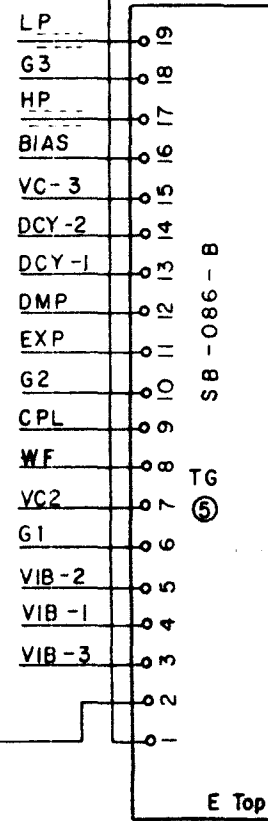 LP 19
G3 18
HP 17
BIAS 16
VC-3 15
DCY-2 14
DCY-1 13
DMP 12
EXP 11
G2 10
CPL 9
WF 8
VC2 7
G1 6
VIB-2 5
VIB-1 4
VIB-3 3
2
1
SB-086-B
TG
⑤
E Top